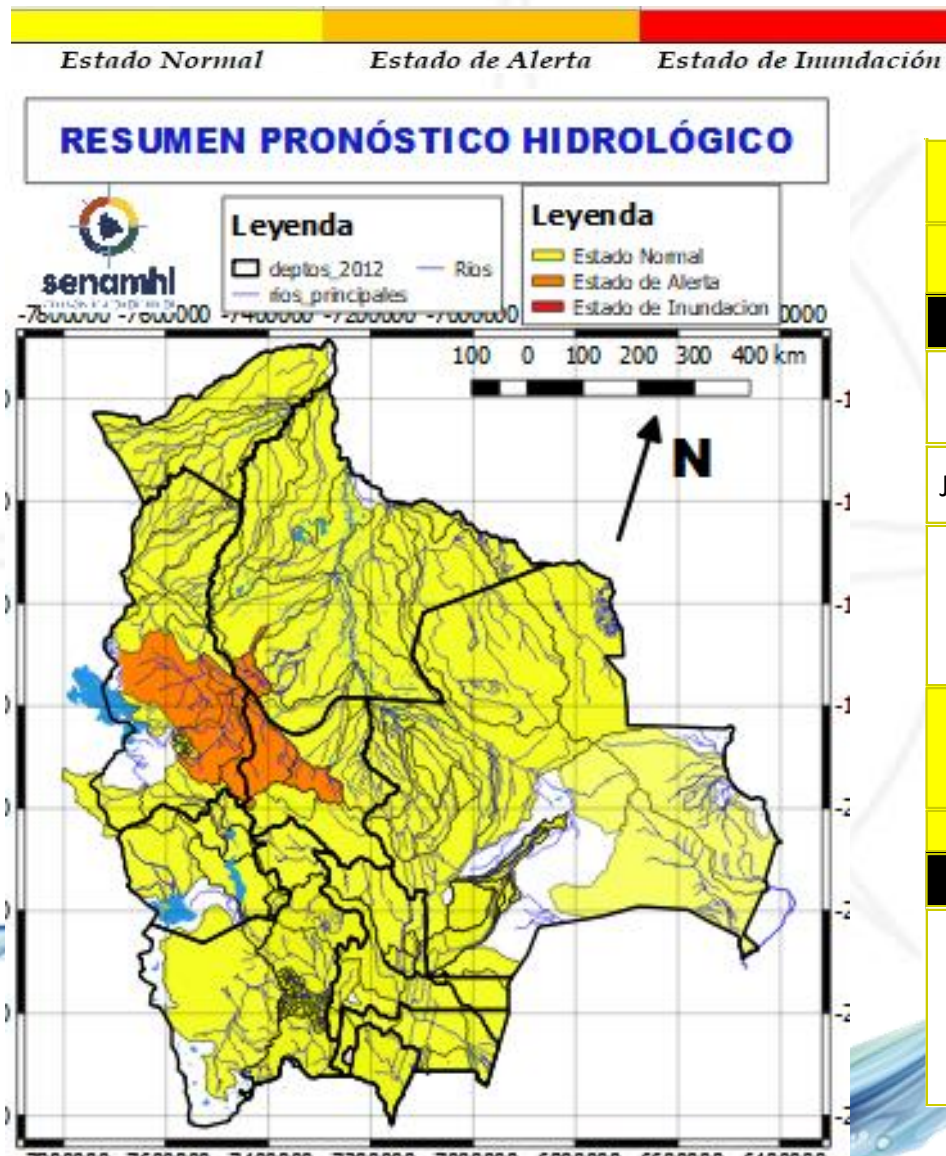 Estado Normal Estado de Alerta Estado de Inundación
RESUMEN PRONÓSTICO HIDROLÓGICO
senamhi
Leyenda
deptos_2012 Rios
rios_principales
Leyenda
Estado Normal
Estado de Alerta
Estado de Inundacion
-7600000 -7400000 -7200000 -7000000
100 0 100 200 300 400 km
N
J